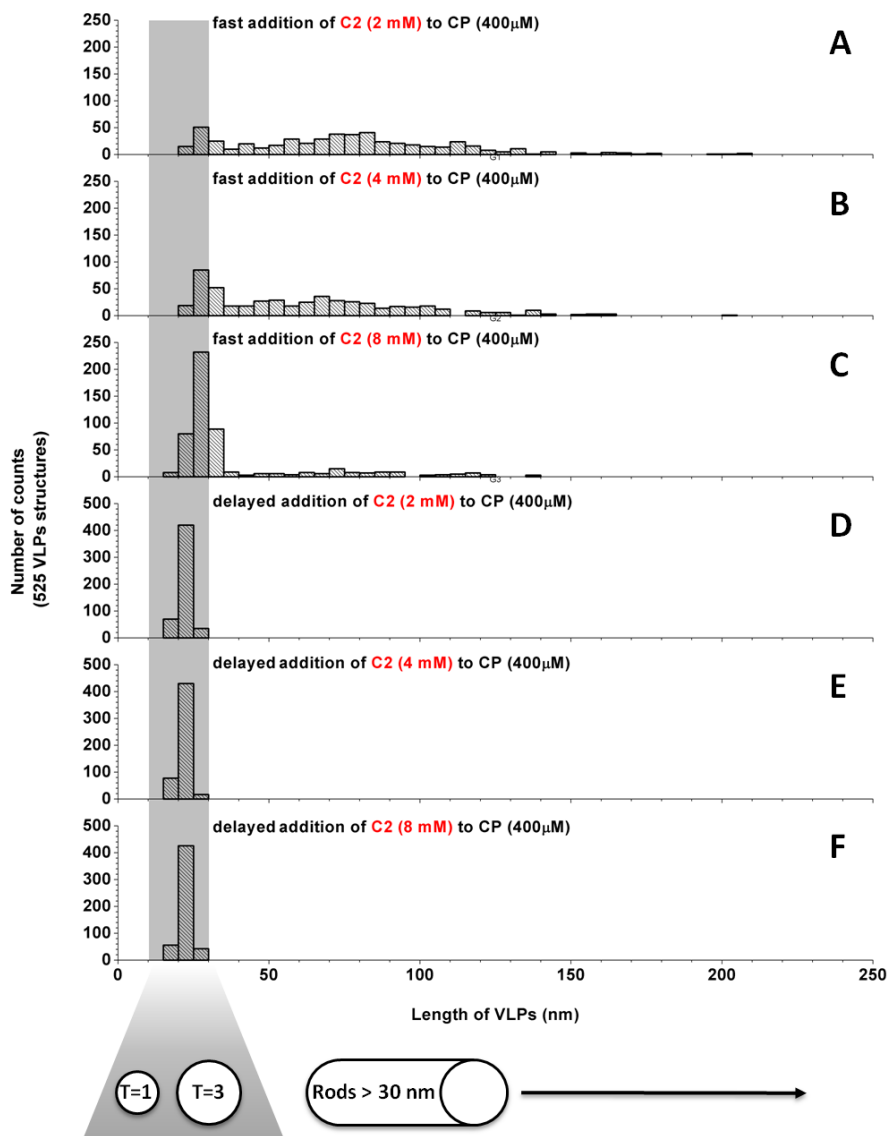 fast addition of C2 (2 mM) to CP (400µM)
A
250
200
150
100
50
0
G1
fast addition of C2 (4 mM) to CP (400µM)
B
250
200
150
100
50
0
G2
fast addition of C2 (8 mM) to CP (400µM)
C
250
200
150
100
50
0
G3
delayed addition of C2 (2 mM) to CP (400µM)
D
500
400
300
200
100
0
delayed addition of C2 (4 mM) to CP (400µM)
E
500
400
300
200
100
0
delayed addition of C2 (8 mM) to CP (400µM)
F
500
400
300
200
100
0
Number of counts
(525 VLPs structures)
0 50 100 150 200 250
Length of VLPs (nm)
T=1 T=3 Rods > 30 nm